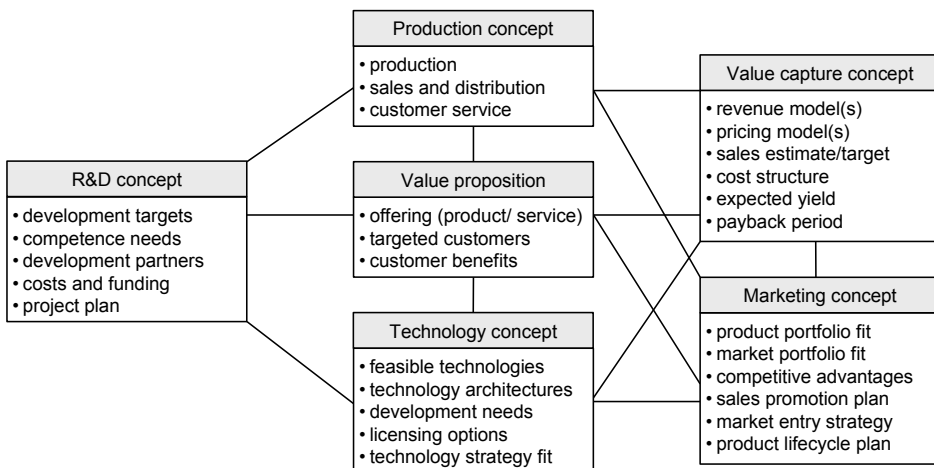 Production concept
• production
• sales and distribution
• customer service
Value capture concept
• revenue model(s)
• pricing model(s)
• sales estimate/target
• cost structure
• expected yield
• payback period
R&D concept
• development targets
• competence needs
• development partners
• costs and funding
• project plan
Value proposition
• offering (product/ service)
• targeted customers
• customer benefits
Marketing concept
• product portfolio fit
• market portfolio fit
• competitive advantages
• sales promotion plan
• market entry strategy
• product lifecycle plan
Technology concept
• feasible technologies
• technology architectures
• development needs
• licensing options
• technology strategy fit